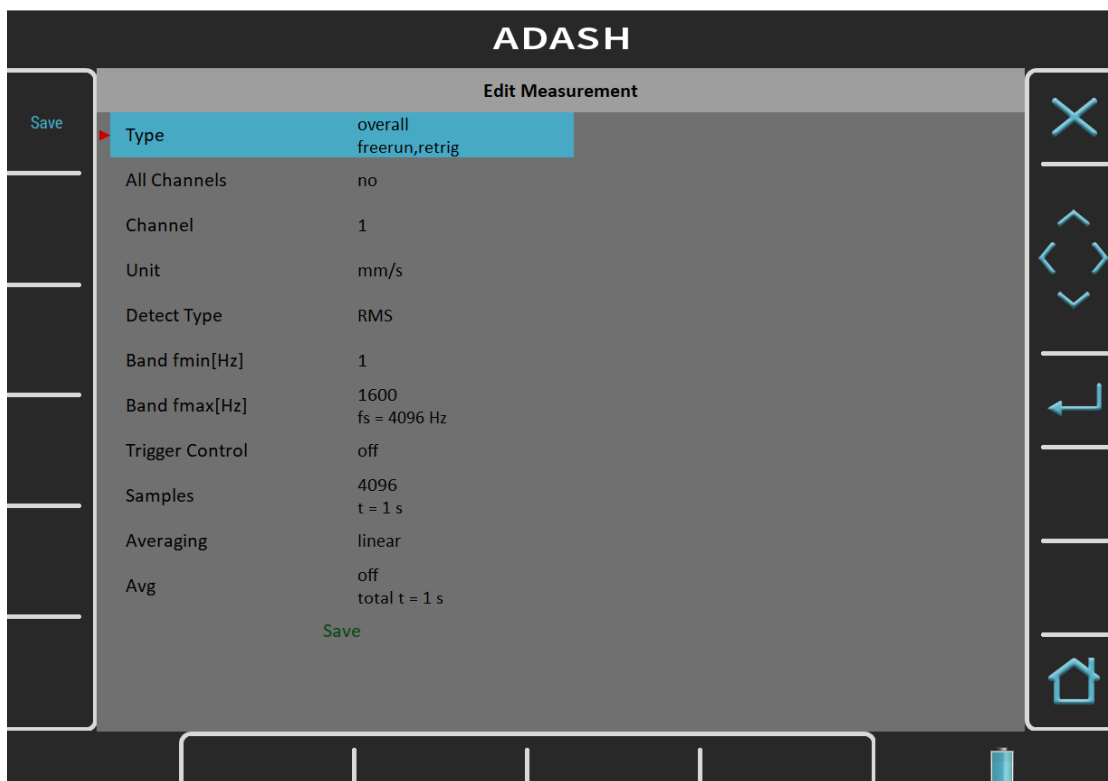 ADASH
Edit Measurement
Save
Type overall
freerun,retrig
All Channels no
Channel 1
Unit mm/s
Detect Type RMS
Band fmin[Hz] 1
Band fmax[Hz] 1600
fs = 4096 Hz
Trigger Control off
Samples 4096
t = 1 s
Averaging linear
Avg off
total t = 1 s
Save